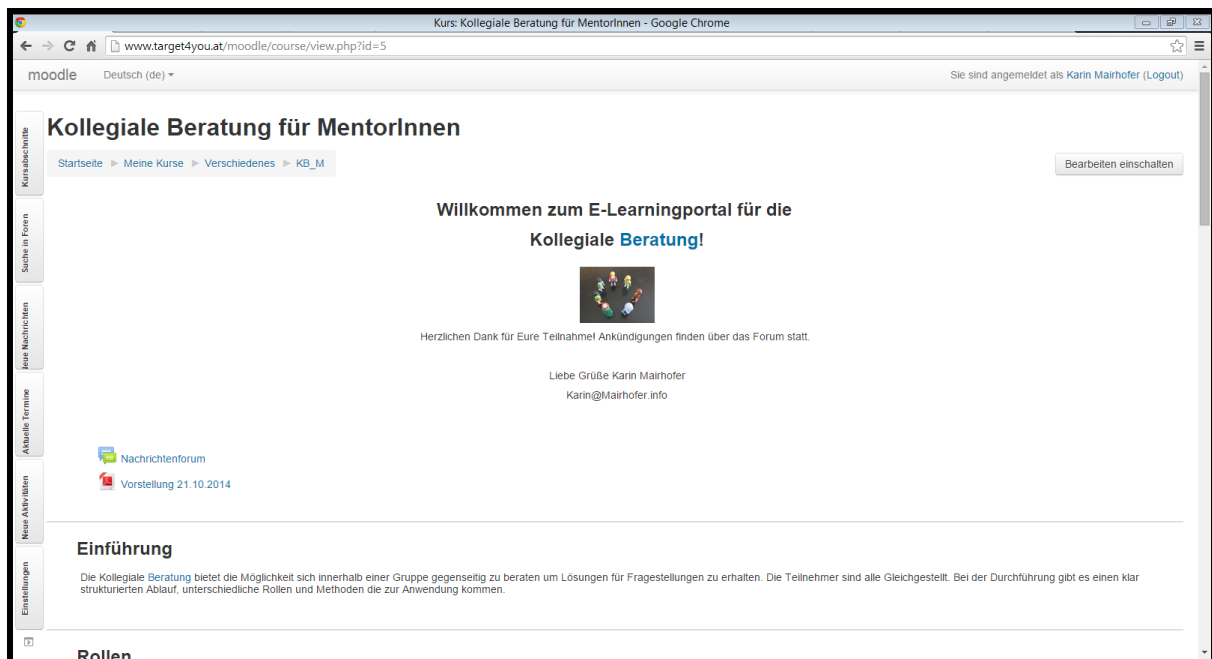 Kurs: Kollegiale Beratung für MentorInnen - Google Chrome
www.target4you.at/moodle/course/view.php?id=5
moodle Deutsch (de) Sie sind angemeldet als Karin Mairhofer (Logout)
Kollegiale Beratung für MentorInnen
Startseite Meine Kurse Verschiedenes KB_M Bearbeiten einschalten
Kursabschnitte
Suche in Foren
Neue Nachrichten
Aktuelle Termine
Neue Aktivitäten
Einstellungen
Willkommen zum E-Learningportal für die
Kollegiale Beratung!
Herzlichen Dank für Eure Teilnahme! Ankündigungen finden über das Forum statt.
Liebe Grüße Karin Mairhofer
Karin@Mairhofer.info
Nachrichtenforum
Vorstellung 21.10.2014
Einführung
Die Kollegiale Beratung bietet die Möglichkeit sich innerhalb einer Gruppe gegenseitig zu beraten um Lösungen für Fragestellungen zu erhalten. Die Teilnehmer sind alle Gleichgestellt. Bei der Durchführung gibt es einen klar
strukturierten Ablauf, unterschiedliche Rollen und Methoden die zur Anwendung kommen.
Rollen